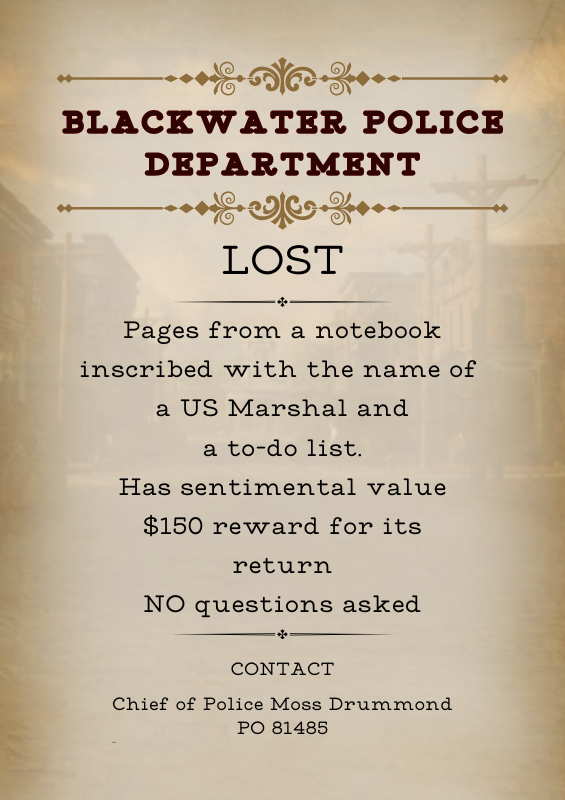 BLACKWATER POLICE
DEPARTMENT
LOST
Pages from a notebook
inscribed with the name of
a US Marshal and
a to-do list.
Has sentimental value
$150 reward for its
return
NO questions asked
CONTACT
Chief of Police Moss Drummond
PO 81485